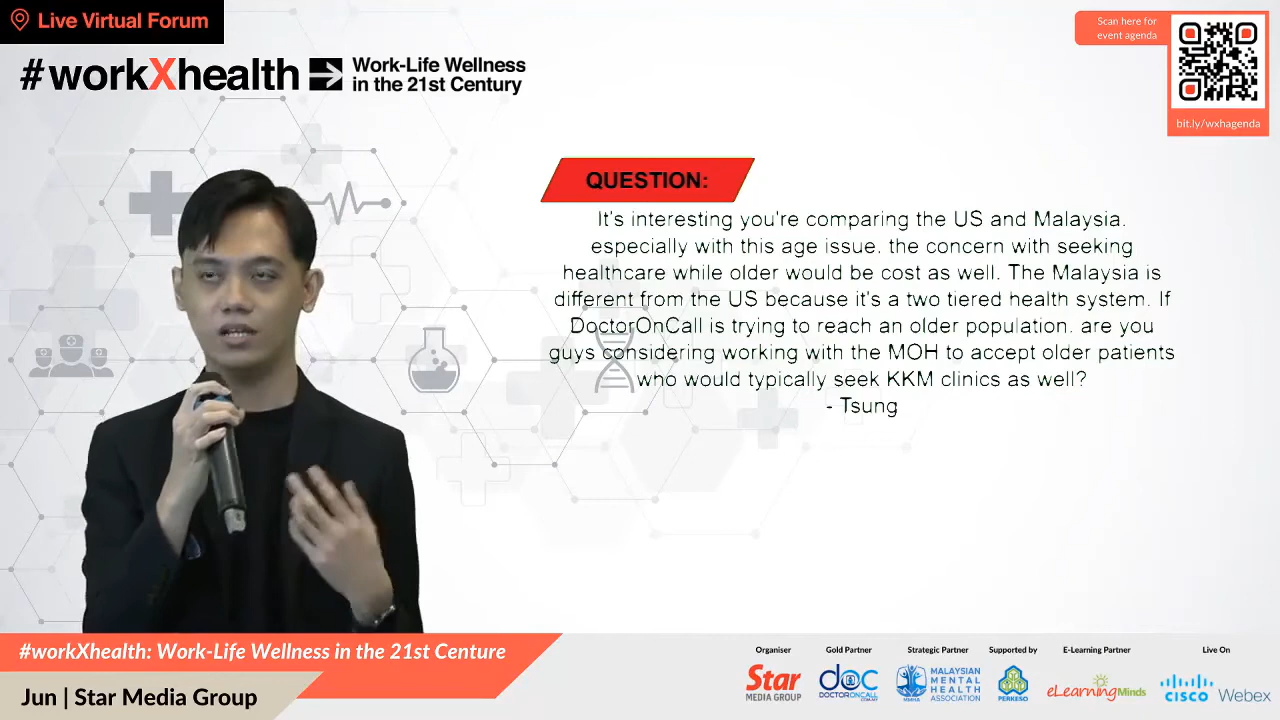 Live Virtual Forum
Scan here for
event agenda
#workXhealth
Work-Life Wellness
in the 21st Century
bit.ly/wxhagenda
QUESTION:
It's interesting you're comparing the US and Malaysia.
especially with this age issue. the concern with seeking
healthcare while older would be cost as well. The Malaysia is
different from the US because it's a two tiered health system. If
DoctorOnCall is trying to reach an older population. are you
guys considering working with the MOH to accept older patients
who would typically seek KKM clinics as well?
- Tsung
#workXhealth: Work-Life Wellness in the 21st Centure
Jun | Star Media Group
Organiser
Gold Partner
Strategic Partner
Supported by
E-Learning Partner
Live On
Star
MEDIA GROUP
doc
DOCTORONCALL
.COM.MY
MMHA
MALAYSIAN
MENTAL
HEALTH
ASSOCIATION
PERKESO
eLearningMinds
CISCO
Webex